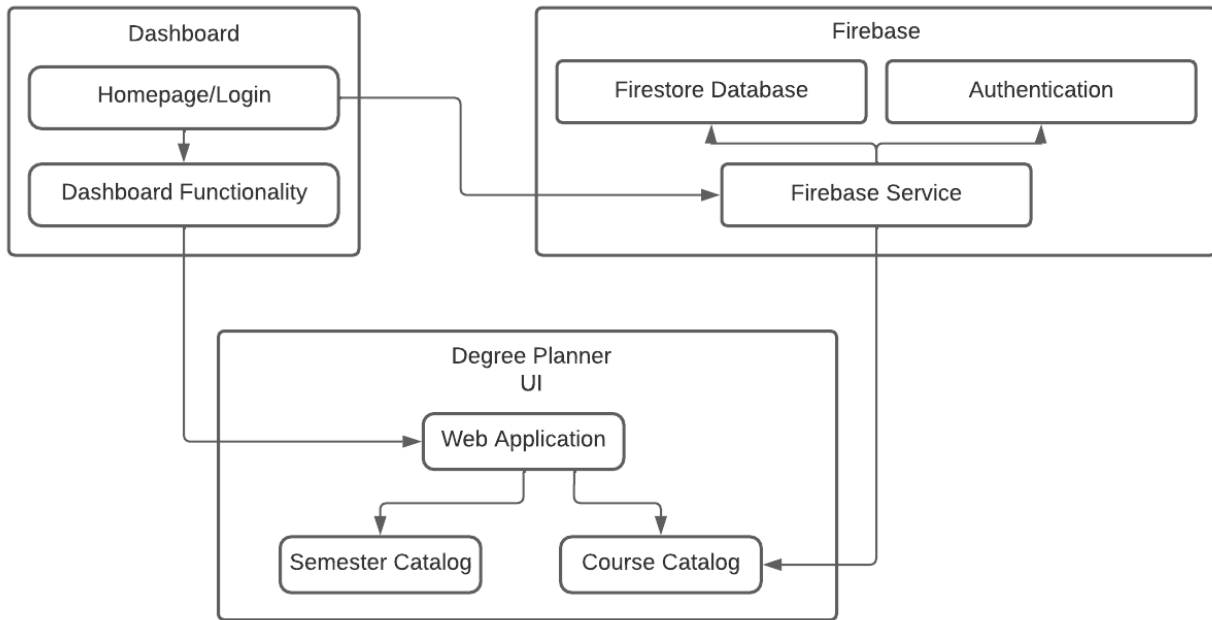 Dashboard
Homepage/Login
Dashboard Functionality
Firebase
Firestore Database
Authentication
Firebase Service
Degree Planner
UI
Web Application
Semester Catalog
Course Catalog